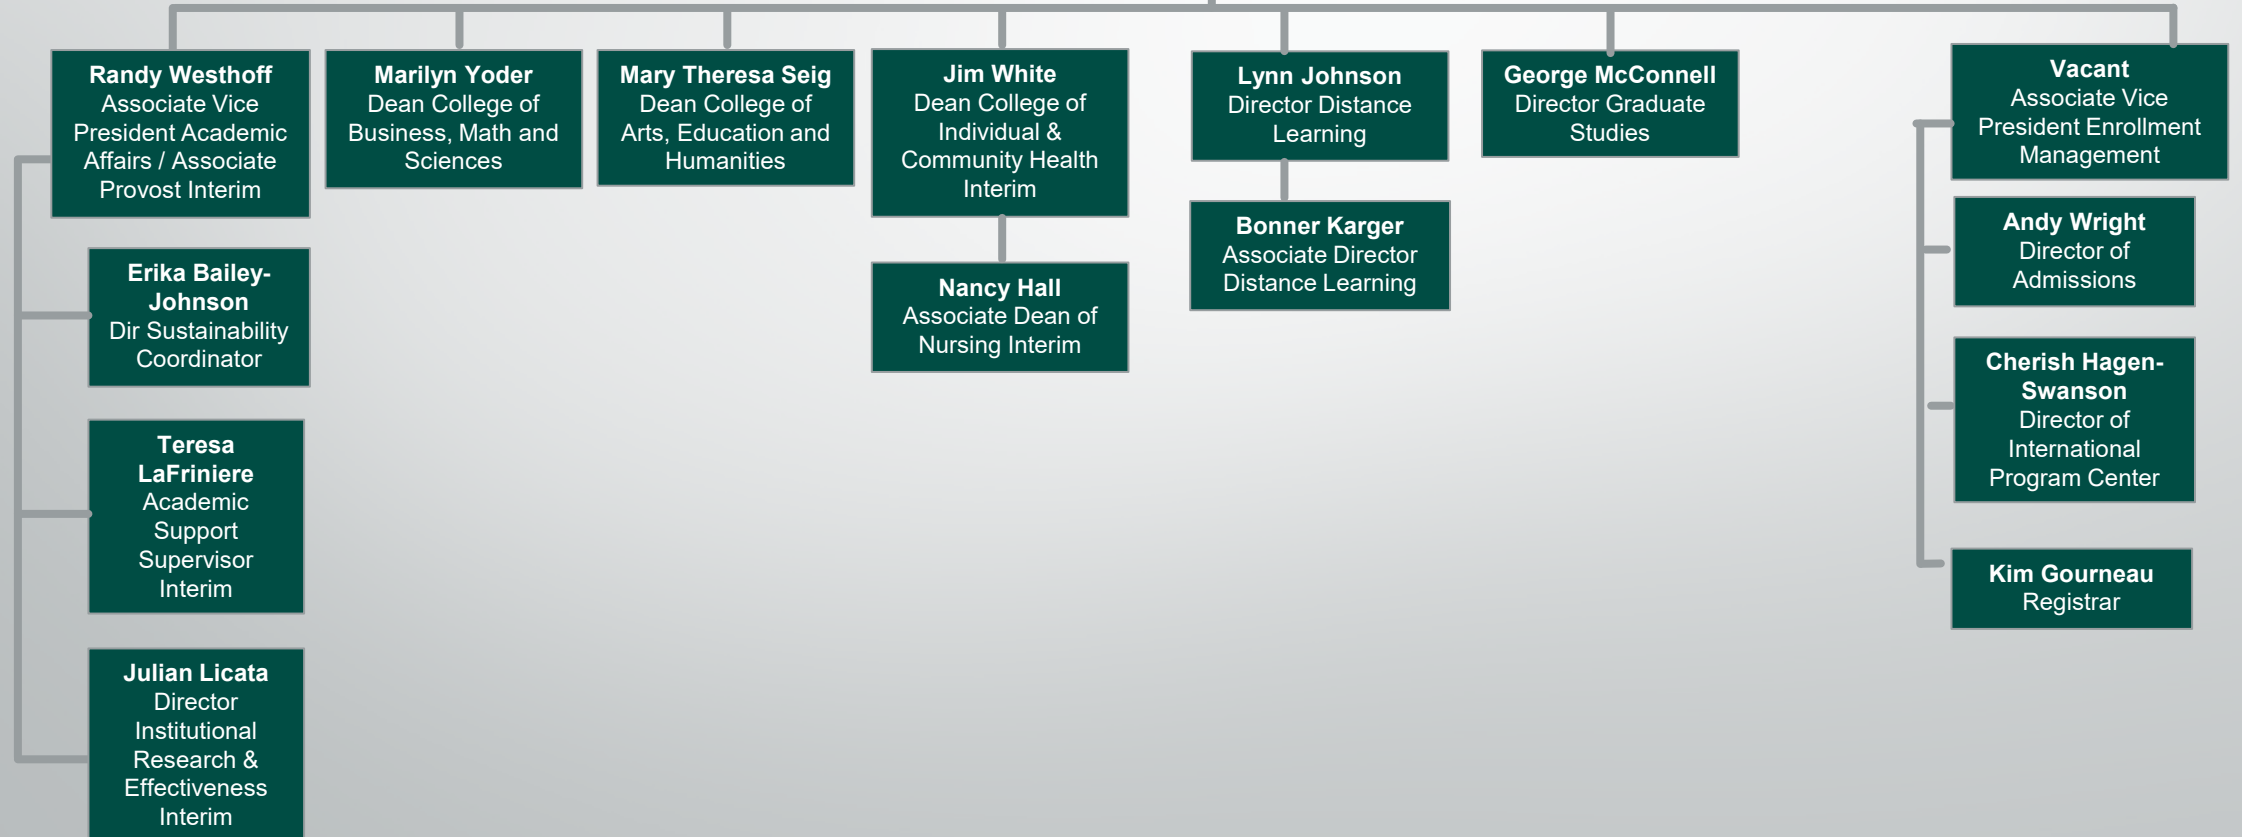 Randy Westhoff
Associate Vice
President Academic
Affairs / Associate
Provost Interim
Marilyn Yoder
Dean College of
Business, Math and
Sciences
Mary Theresa Seig
Dean College of
Arts, Education and
Humanities
Jim White
Dean College of
Individual &
Community Health
Interim
Lynn Johnson
Director Distance
Learning
George McConnell
Director Graduate
Studies
Vacant
Associate Vice
President Enrollment
Management
Erika Bailey-
Johnson
Dir Sustainability
Coordinator
Nancy Hall
Associate Dean of
Nursing Interim
Bonner Karger
Associate Director
Distance Learning
Andy Wright
Director of
Admissions
Teresa
LaFriniere
Academic
Support
Supervisor
Interim
Cherish Hagen-
Swanson
Director of
International
Program Center
Julian Licata
Director
Institutional
Research &
Effectiveness
Interim
Kim Gourneau
Registrar